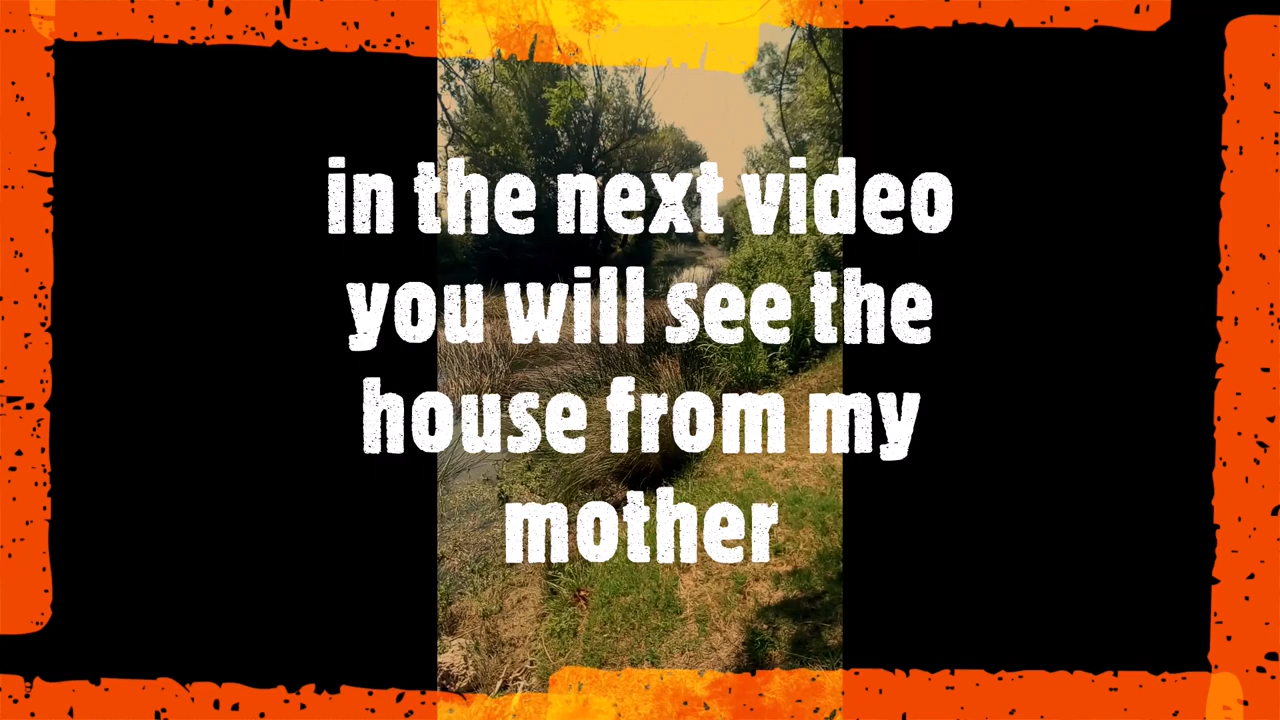 in the next video
you will see the
house from my
mother